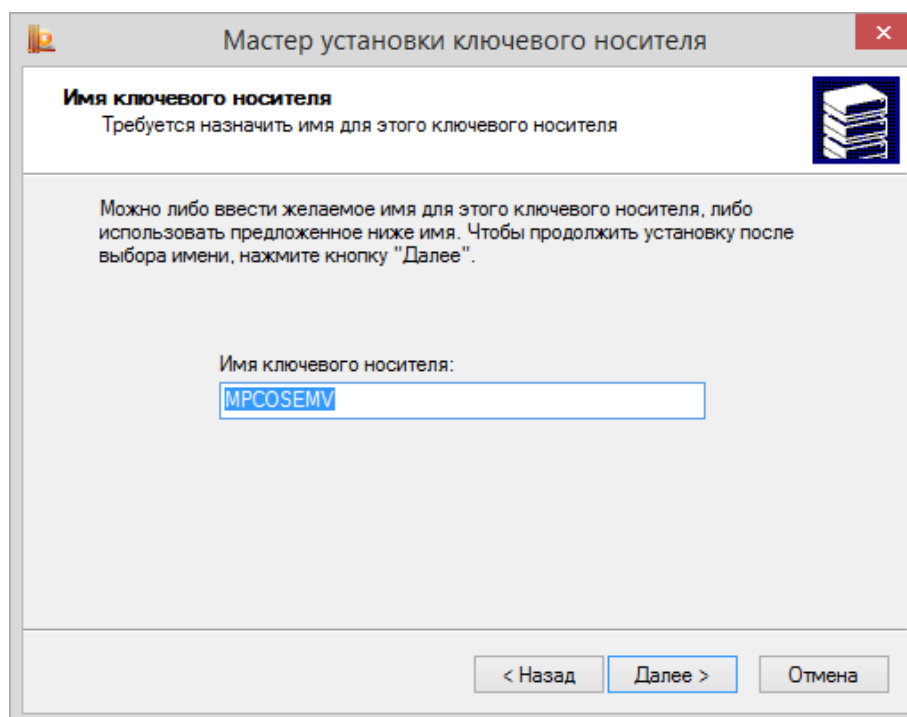 Мастер установки ключевого носителя
Имя ключевого носителя
Требуется назначить имя для этого ключевого носителя
Можно либо ввести желаемое имя для этого ключевого носителя, либо
использовать предложенное ниже имя. Чтобы продолжить установку после
выбора имени, нажмите кнопку "Далее".
Имя ключевого носителя:
MPCOSEMV
< Назад Далее > Отмена